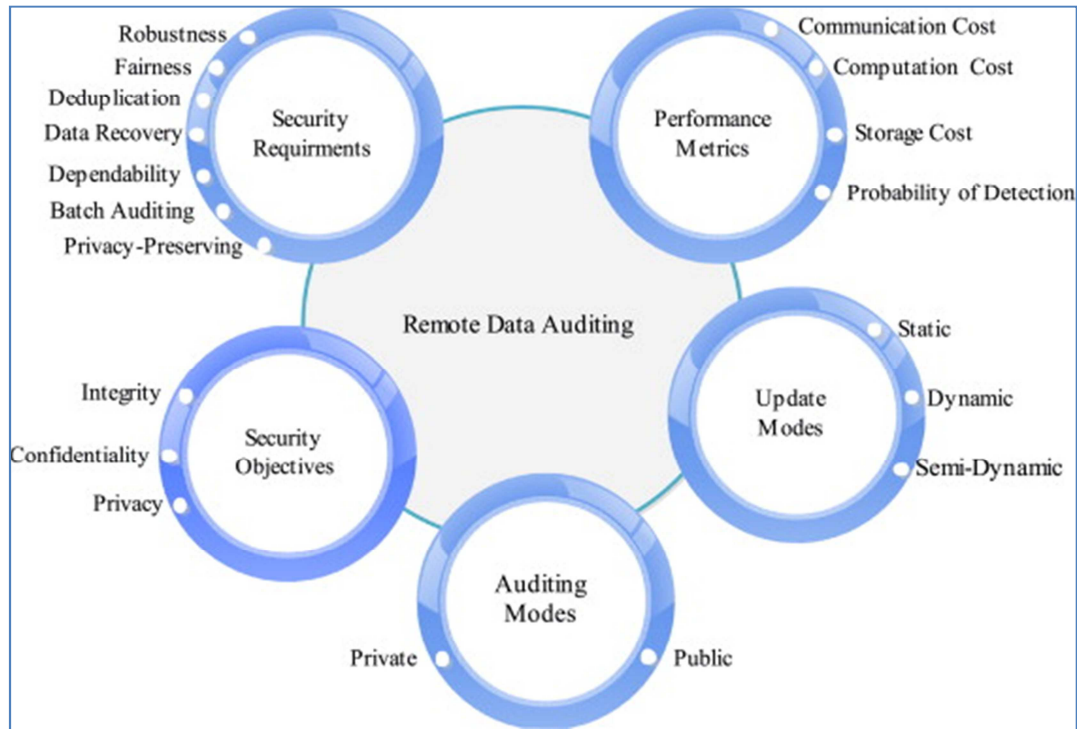 Robustness
Fairness
Deduplication
Data Recovery
Dependability
Batch Auditing
Privacy-Preserving
Security
Requirments
Communication Cost
Computation Cost
Storage Cost
Probability of Detection
Performance
Metrics
Remote Data Auditing
Integrity
Confidentiality
Privacy
Security
Objectives
Static
Dynamic
Semi-Dynamic
Update
Modes
Auditing
Modes
Private
Public